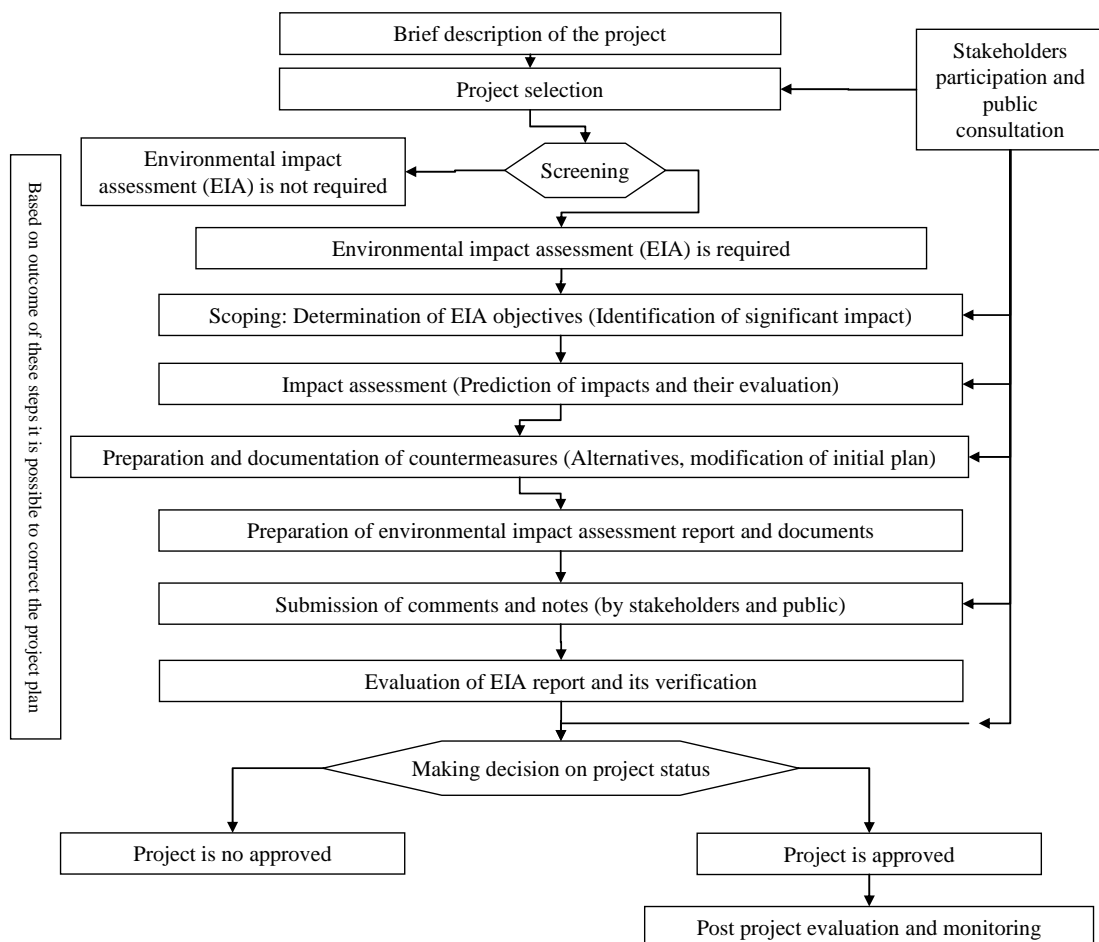 Brief description of the project
Stakeholders
participation and
public
consultation
Project selection
Environmental impact
assessment (EIA) is not required
Screening
Based on outcome of these steps it is possible to correct the project plan
Environmental impact assessment (EIA) is required
Scoping: Determination of EIA objectives (Identification of significant impact)
Impact assessment (Prediction of impacts and their evaluation)
Preparation and documentation of countermeasures (Alternatives, modification of initial plan)
Preparation of environmental impact assessment report and documents
Submission of comments and notes (by stakeholders and public)
Evaluation of EIA report and its verification
Making decision on project status
Project is no approved
Project is approved
Post project evaluation and monitoring